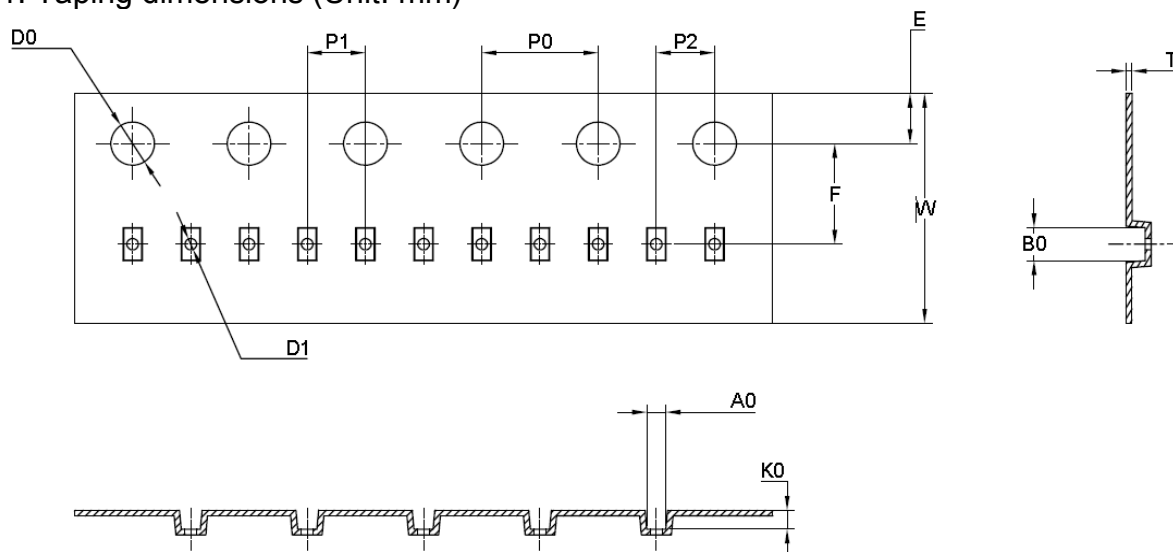 Taping dimensions (Unit: mm)
D0 P1 P0 P2 E T
F W B0
D1
A0
K0